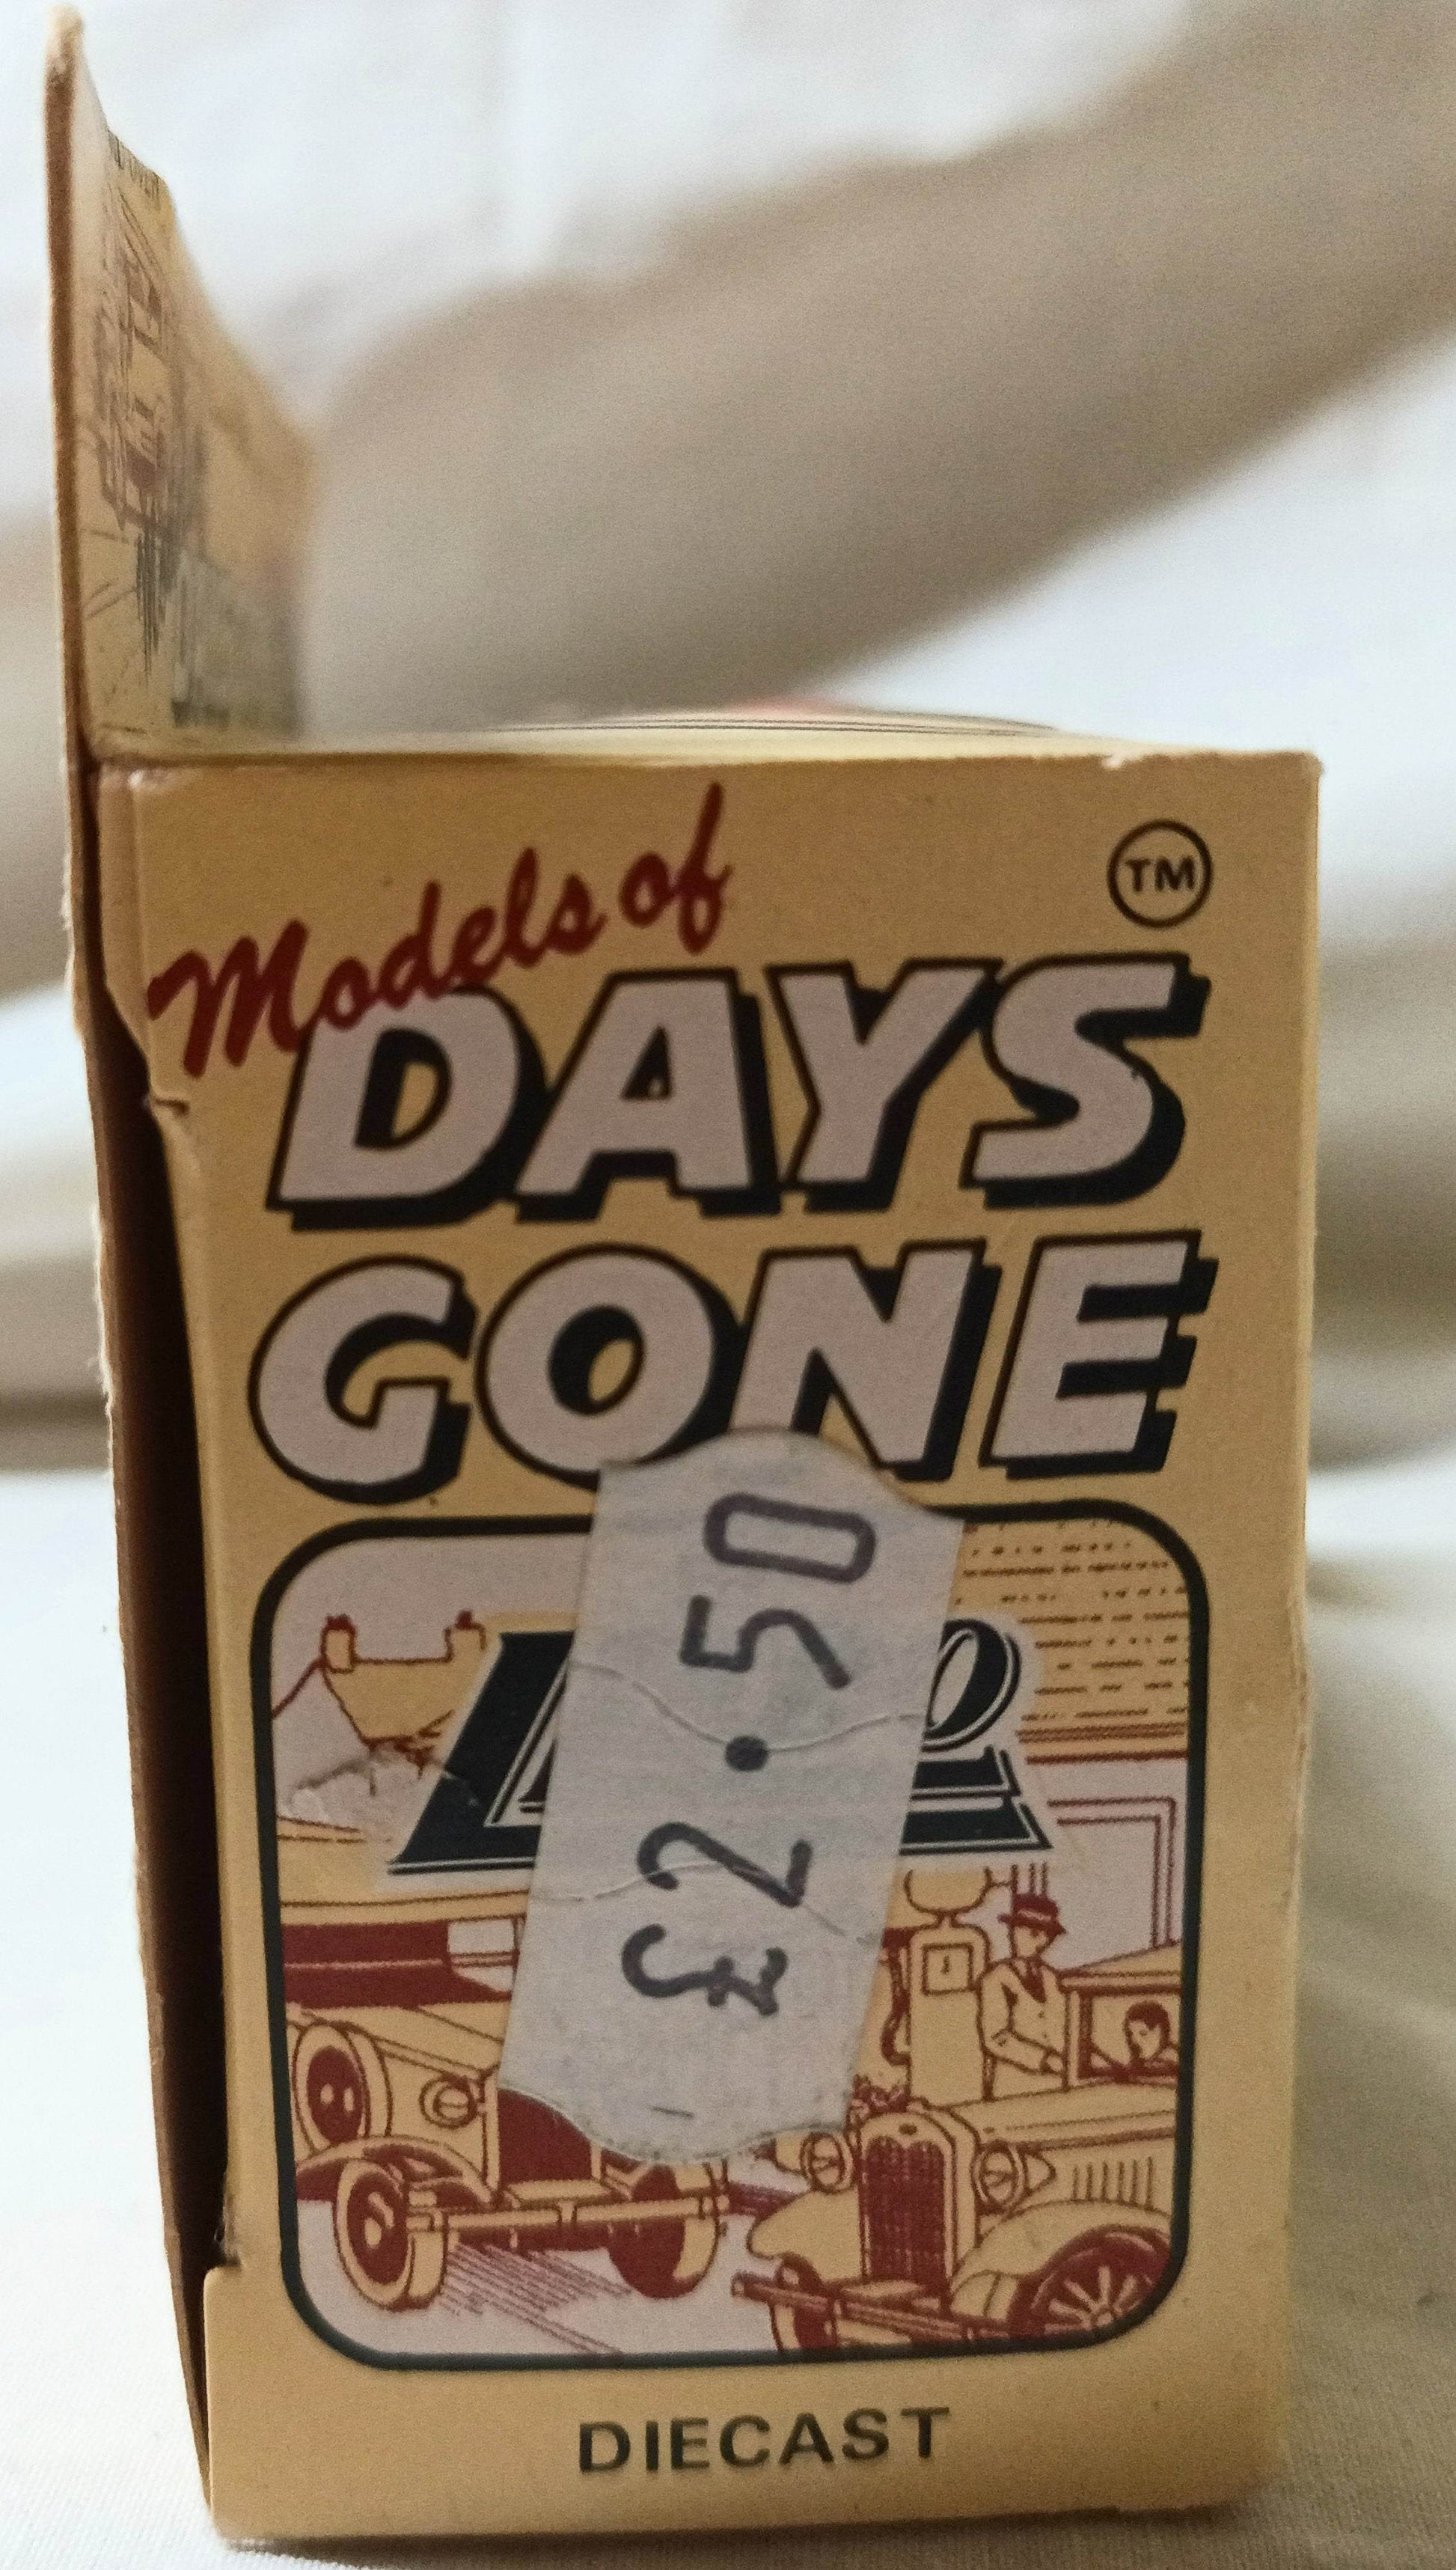 Models of
TM
DAYS
GONE
£2.50
DIECAST